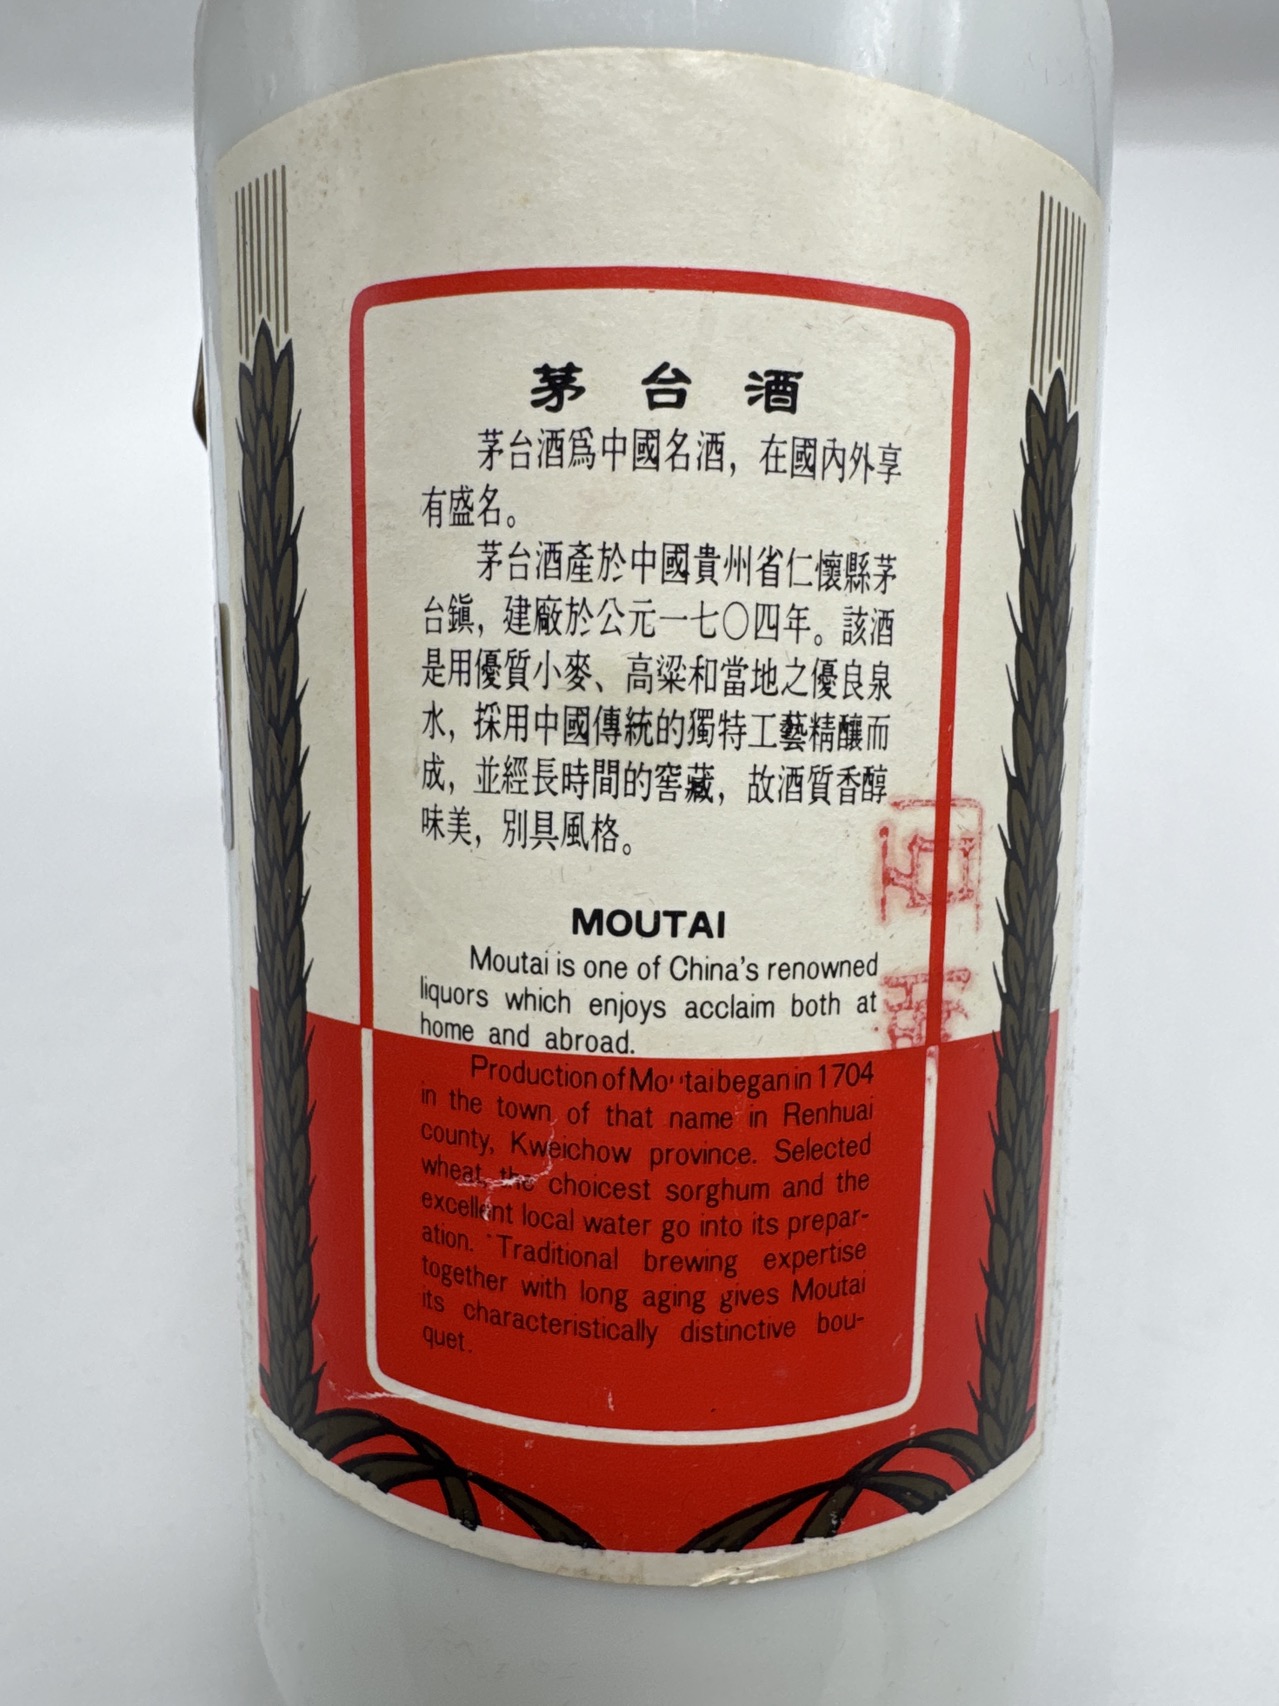 茅台酒
茅台酒爲中國名酒，在國內外享
有盛名。
茅台酒產於中國貴州省仁懷縣茅
台鎮，建廠於公元一七〇四年。該酒
是用優質小麥、高粱和當地之優良泉
水，採用中國傳統的獨特工藝精釀而
成，並經長時間的窖藏，故酒質香醇
味美，別具風格。
MOUTAI
Moutai is one of China's renowned
liquors which enjoys acclaim both at
home and abroad.
Production of Moutai began in 1704
in the town of that name in Renhuai
county, Kweichow province. Selected
wheat, the choicest sorghum and the
excellent local water go into its prepar-
ation. Traditional brewing expertise
together with long aging gives Moutai
its characteristically distinctive bou-
quet.